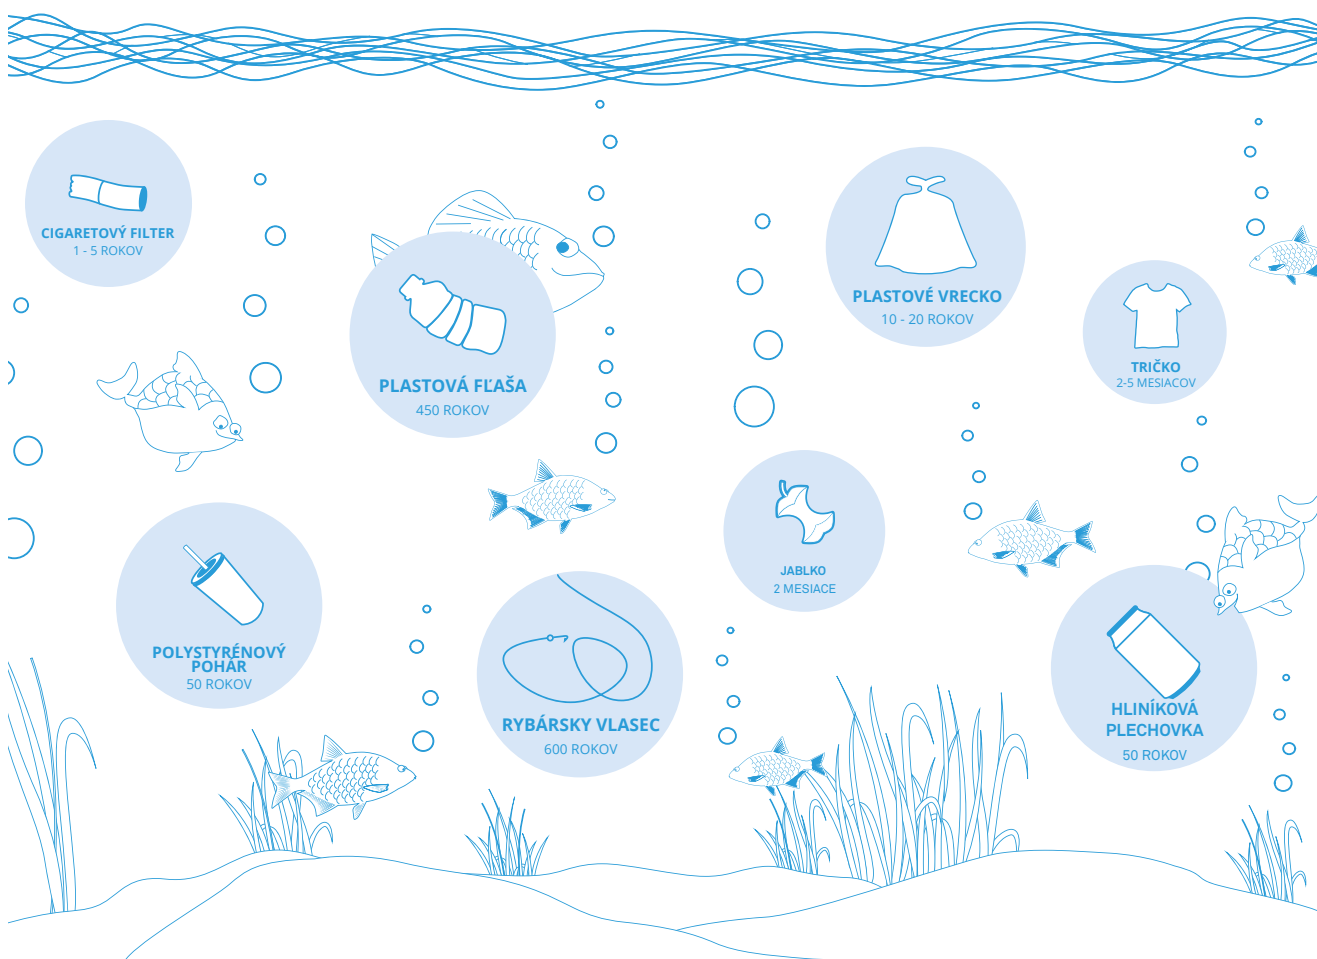 CIGARETOVÝ FILTER
1 - 5 ROKOV
PLASTOVÁ FĽAŠA
450 ROKOV
PLASTOVÉ VRECKO
10 - 20 ROKOV
TRIČKO
2-5 MESIACOV
POLYSTYRÉNOVÝ
POHÁR
50 ROKOV
RYBÁRSKY VLASEC
600 ROKOV
JABLKO
2 MESIACE
HLINÍKOVÁ
PLECHOVKA
50 ROKOV